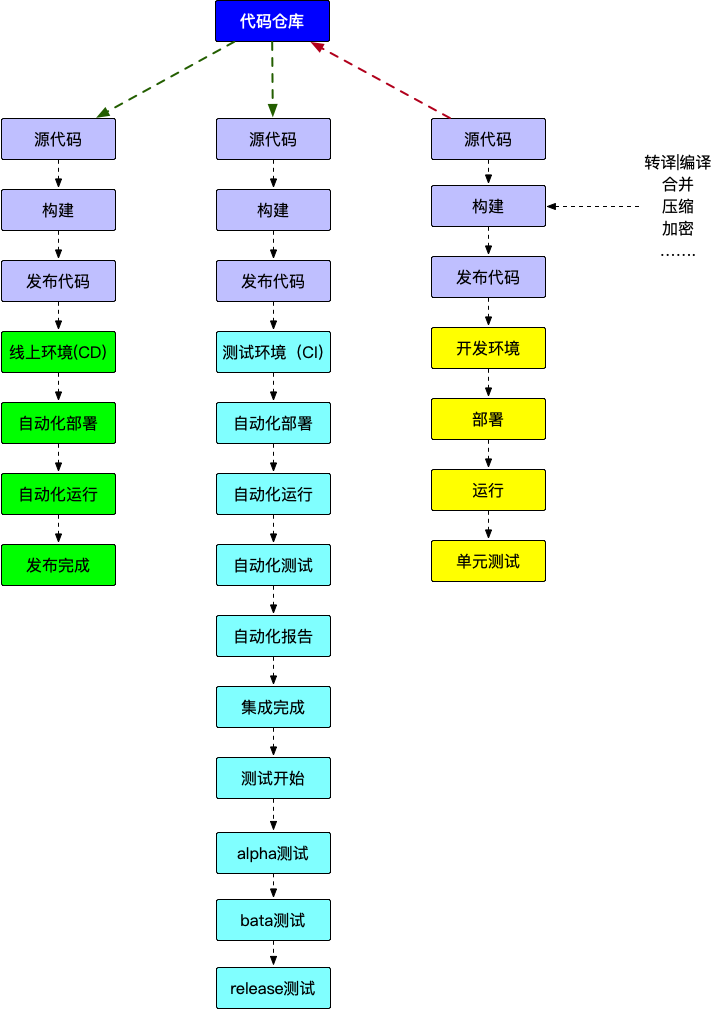 代码仓库
源代码
构建
发布代码
线上环境(CD)
自动化部署
自动化运行
发布完成
源代码
构建
发布代码
测试环境（CI)
自动化部署
自动化运行
自动化测试
自动化报告
集成完成
测试开始
alpha测试
bata测试
release测试
源代码
构建
发布代码
开发环境
部署
运行
单元测试
转译|编译
合并
压缩
加密
.......